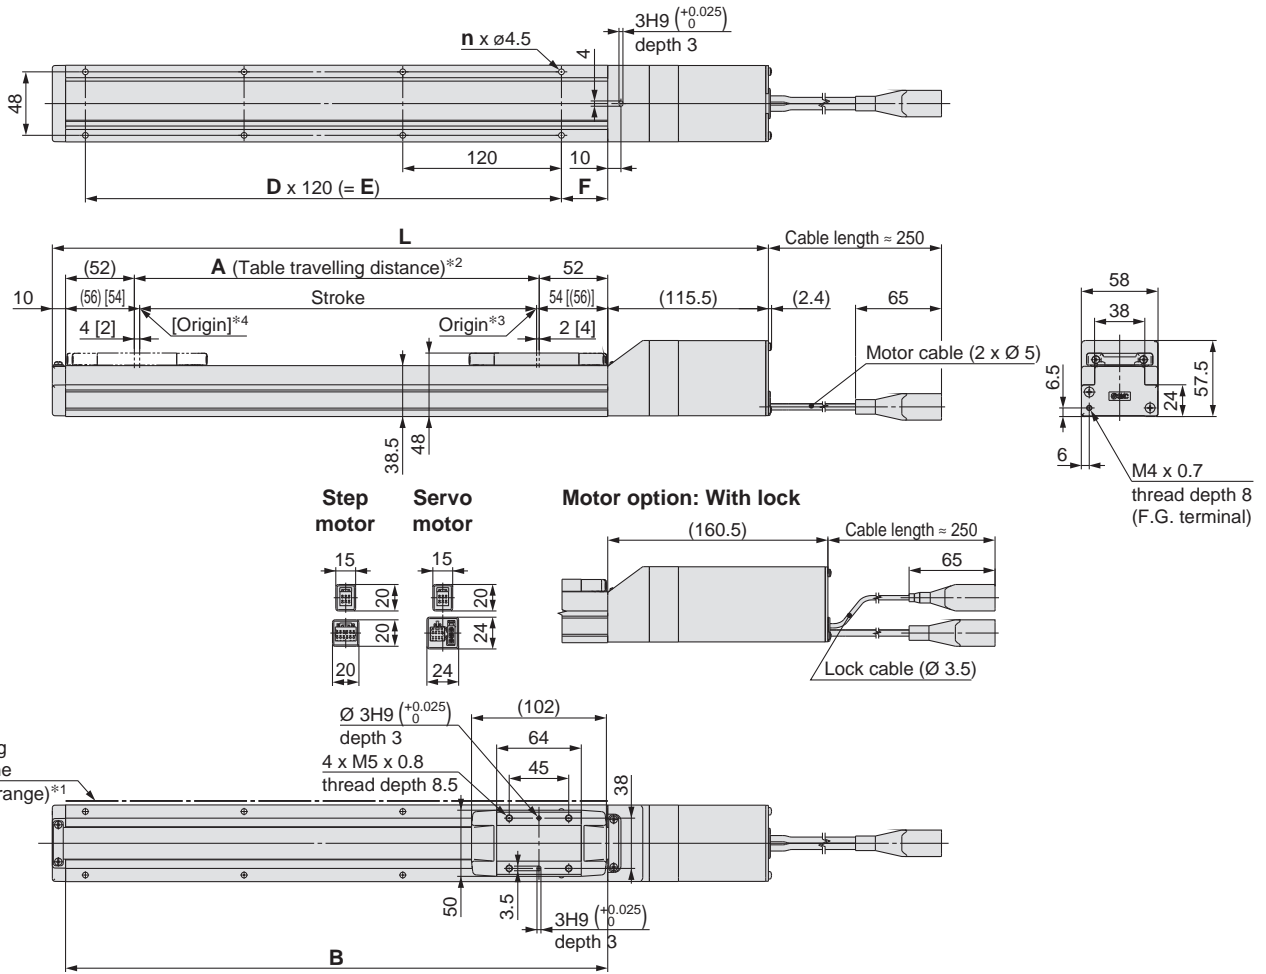 3H9 (+0.025 0)
depth 3
n x ø4.5
4
48
120
10
D x 120 (= E)
F
L
Cable length ≈ 250
(52)
A (Table travelling distance)*2
52
10
(56) [54]
Stroke
54 [(56)]
(115.5)
(2.4)
65
4 [2]
[Origin]*4
Origin*3
2 [4]
Motor cable (2 x Ø 5)
38.5
48
58
38
6.5
24
57.5
6
M4 x 0.7
thread depth 8
(F.G. terminal)
Step
motor
Servo
motor
15
20
20
20
15
20
24
24
Motor option: With lock
(160.5)
Cable length ≈ 250
65
Lock cable (Ø 3.5)
Ø 3H9 (+0.025 0)
depth 3
4 x M5 x 0.8
thread depth 8.5
(102)
64
45
38
range)*1
50
3.5
3H9 (+0.025 0)
depth 3
B